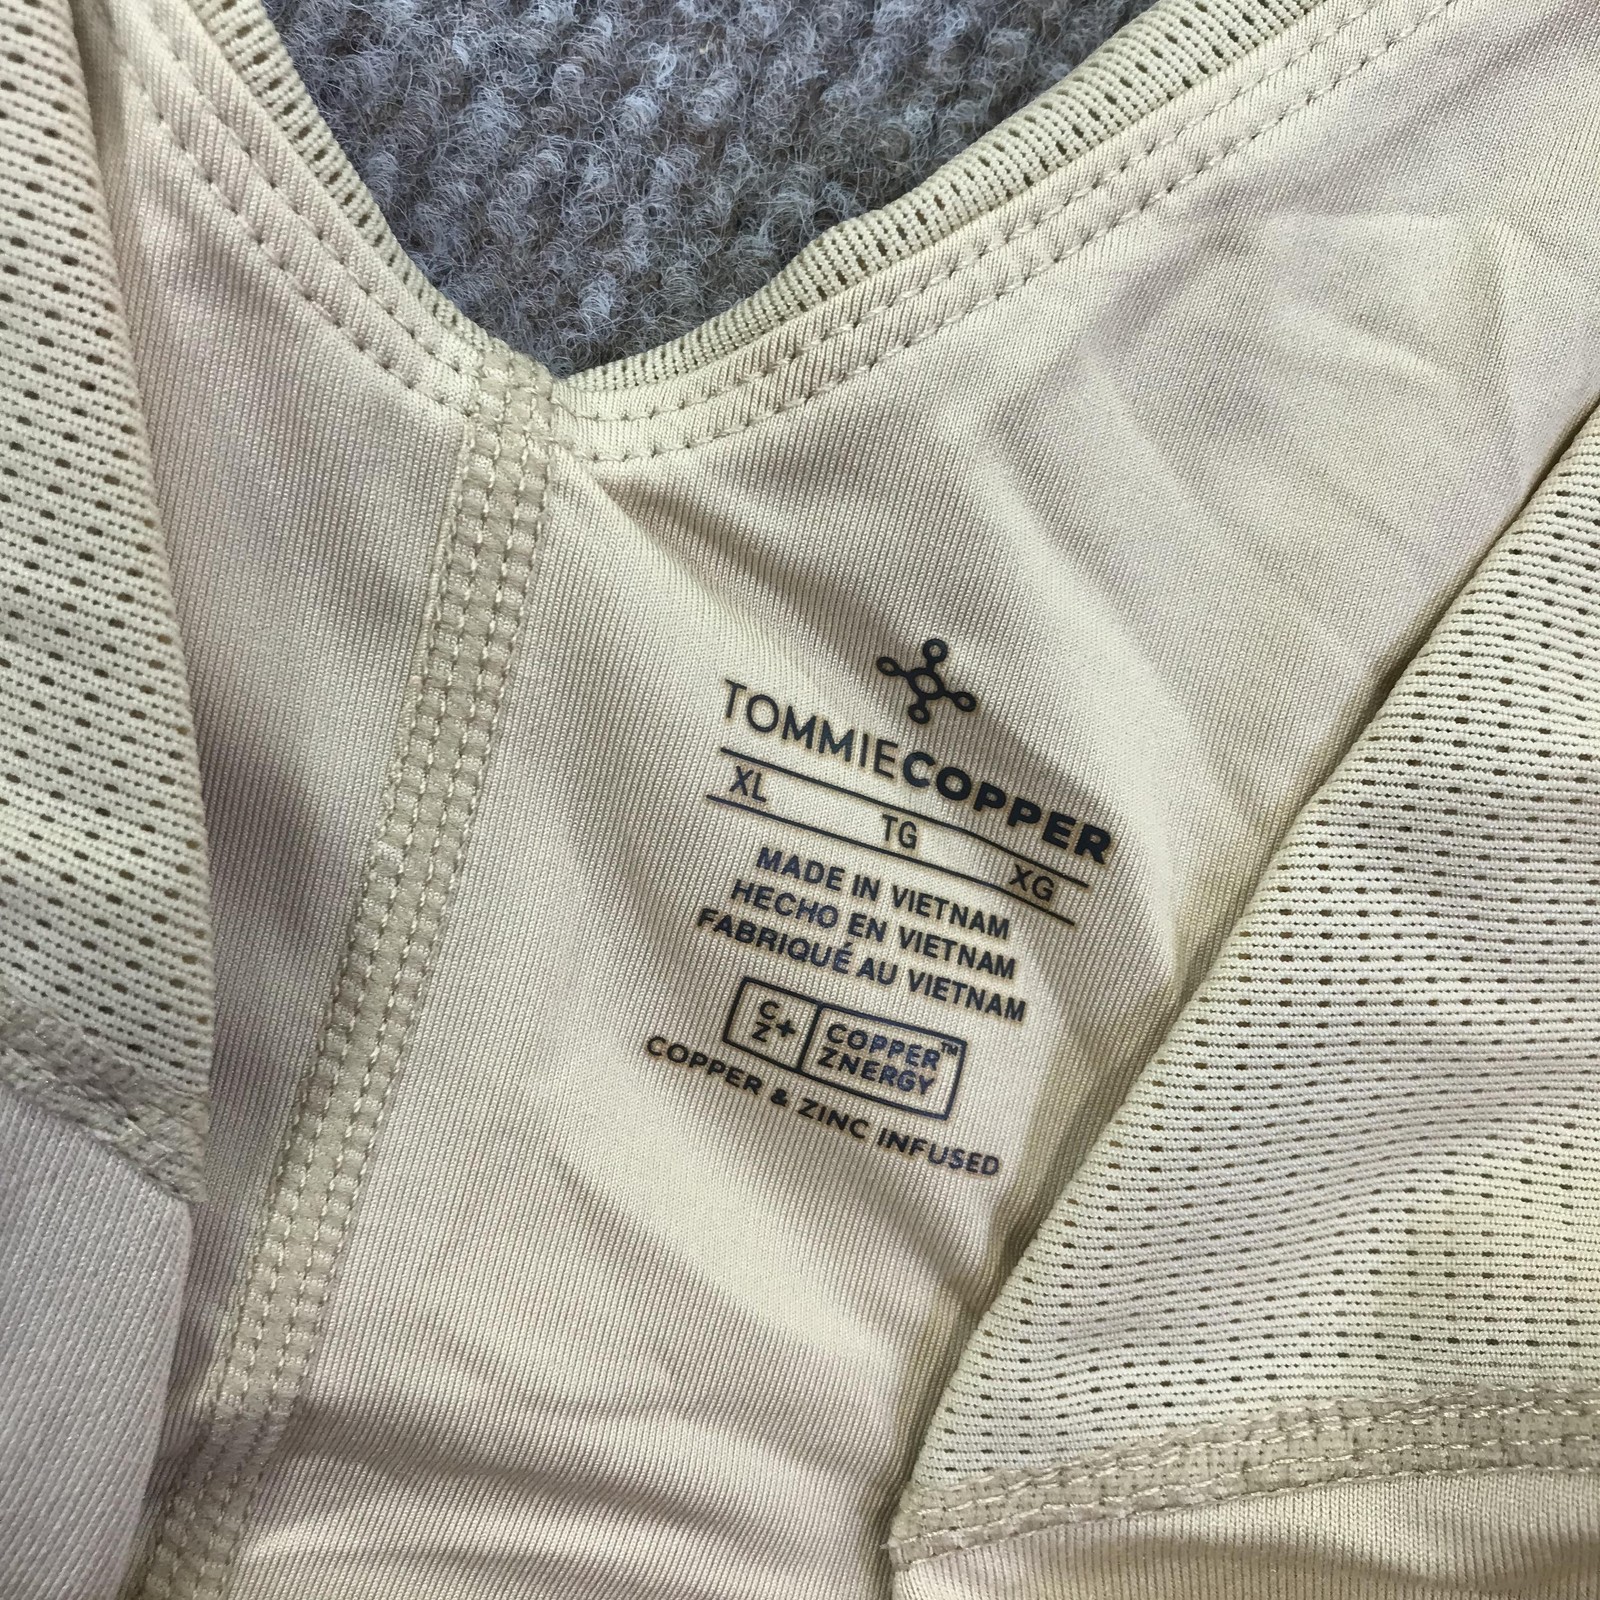 TOMMIECOPPER
XL TG XG
MADE IN VIETNAM
HECHO EN VIETNAM
FABRIQUÉ AU VIETNAM
C
Z+
COPPER™
ZNERGY
COPPER & ZINC INFUSED